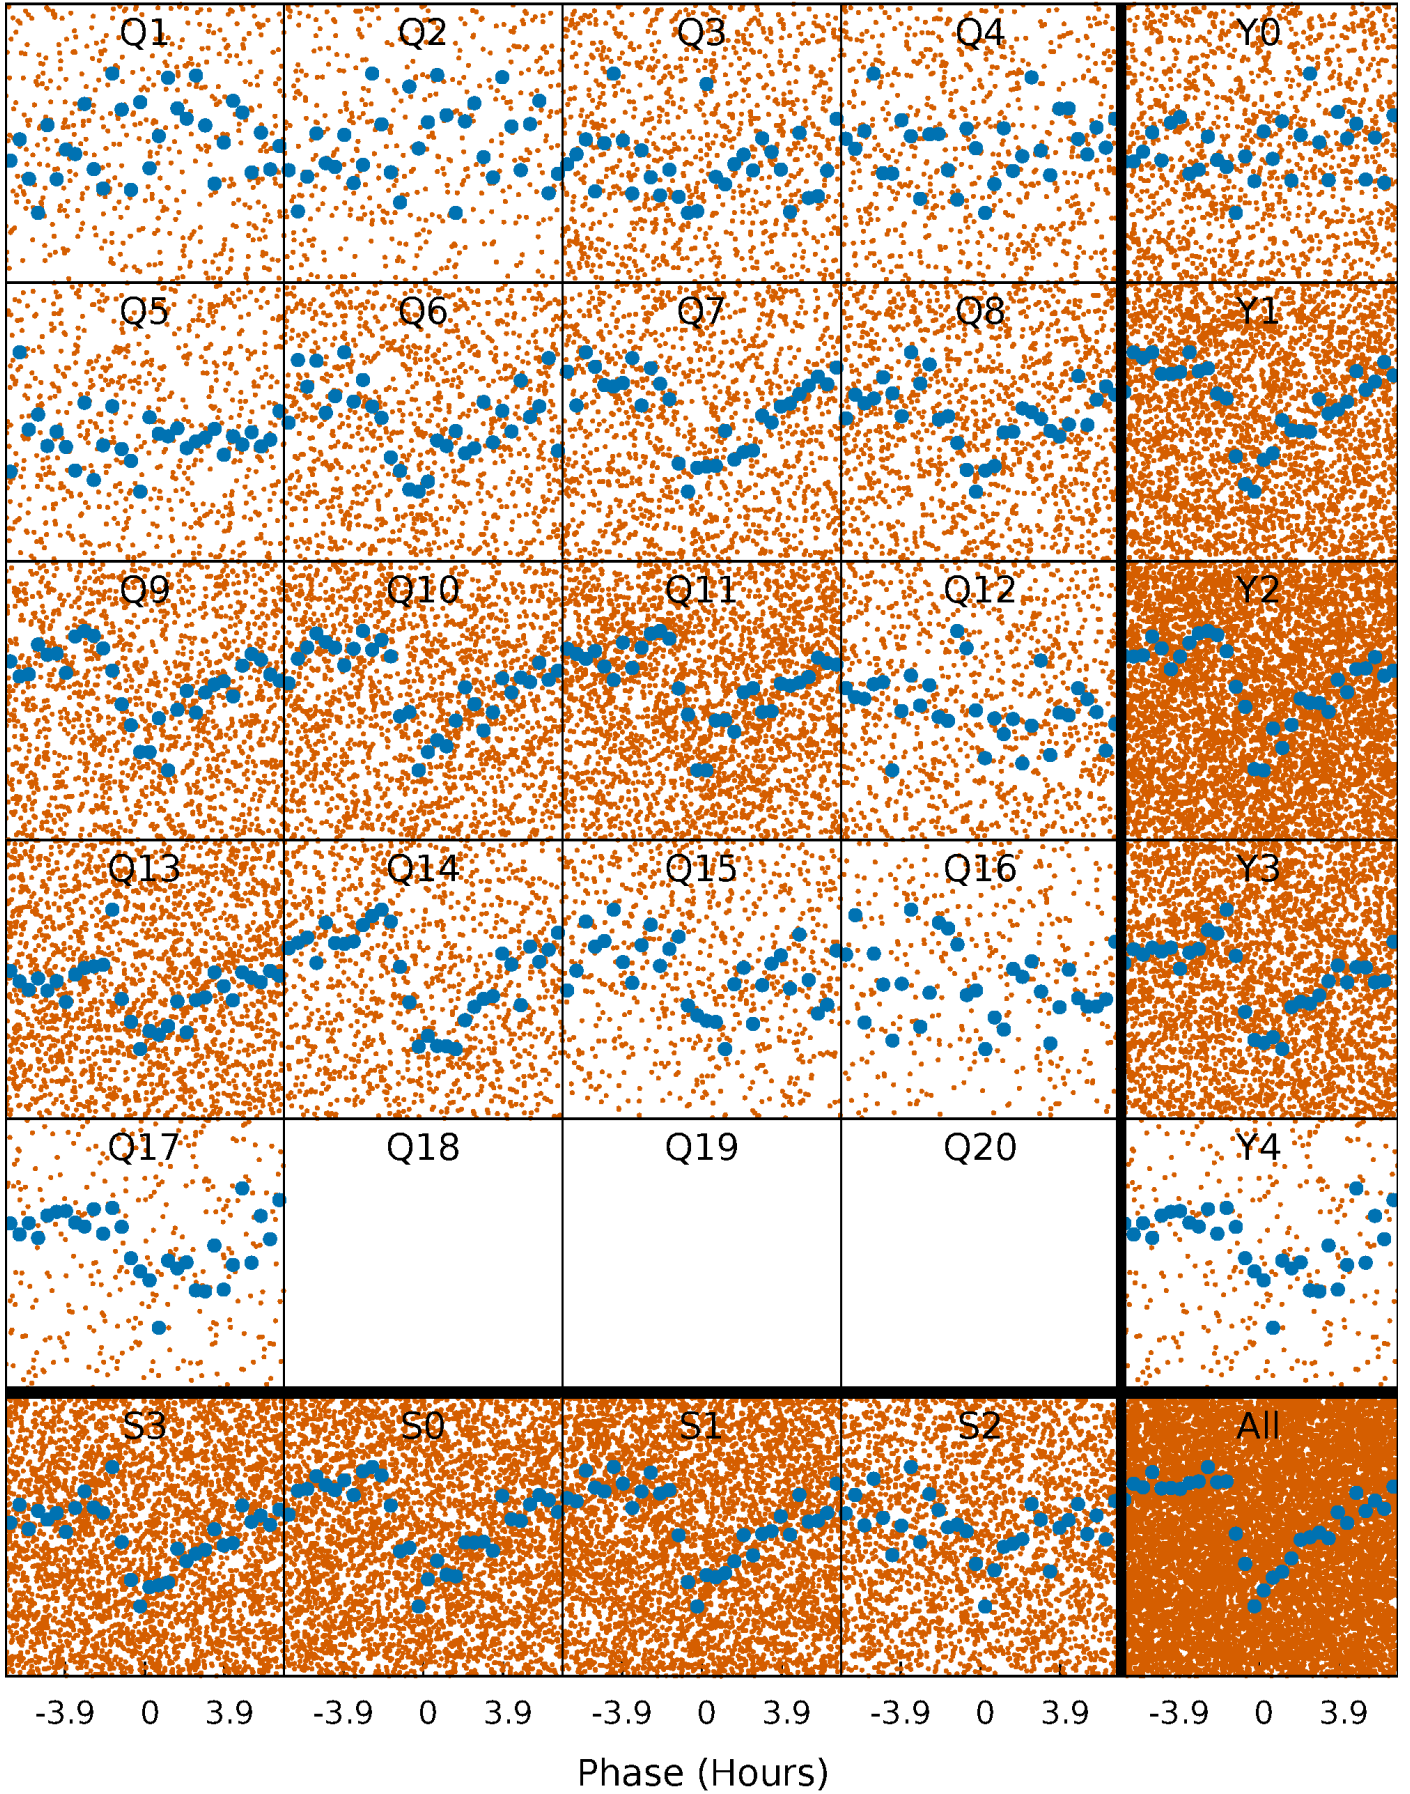 Q1 Q2 Q3 Q4 Y0
Q5 Q6 Q7 Q8 Y1
Q9 Q10 Q11 Q12 Y2
Q13 Q14 Q15 Q16 Y3
Q17 Q18 Q19 Q20 Y4
S3 S0 S1 S2 All
-3.9 0 3.9 -3.9 0 3.9 -3.9 0 3.9 -3.9 0 3.9 -3.9 0 3.9
Phase (Hours)